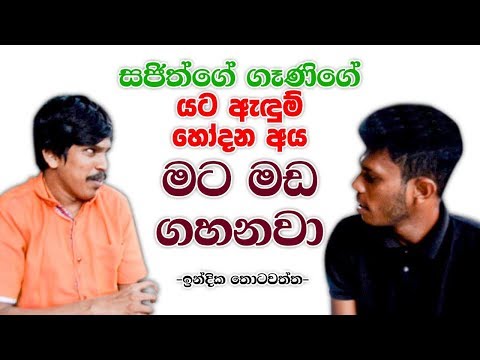 සජිත්ගේ ගෑණිගේ
යට ඇඳුම්
හෝදන අය
මට මඩ
ගහනවා
-ඉන්දික තොටවත්ත-